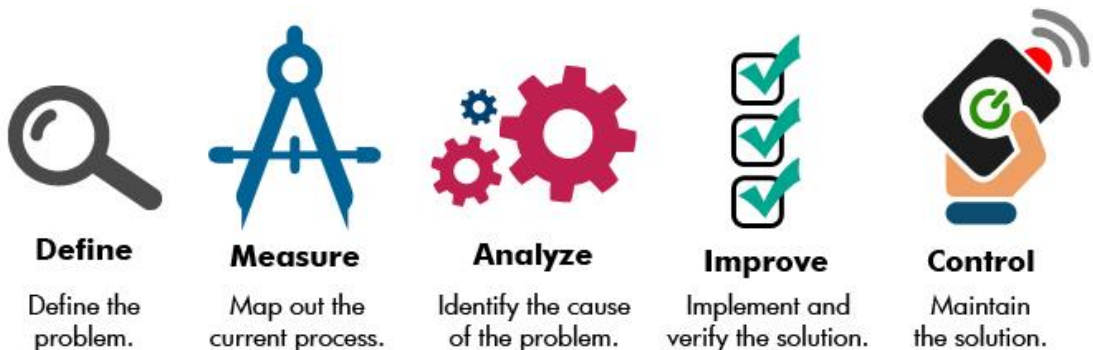 Define
Define the
problem.
Measure
Map out the
current process.
Analyze
Identify the cause
of the problem.
Improve
Implement and
verify the solution.
Control
Maintain
the solution.